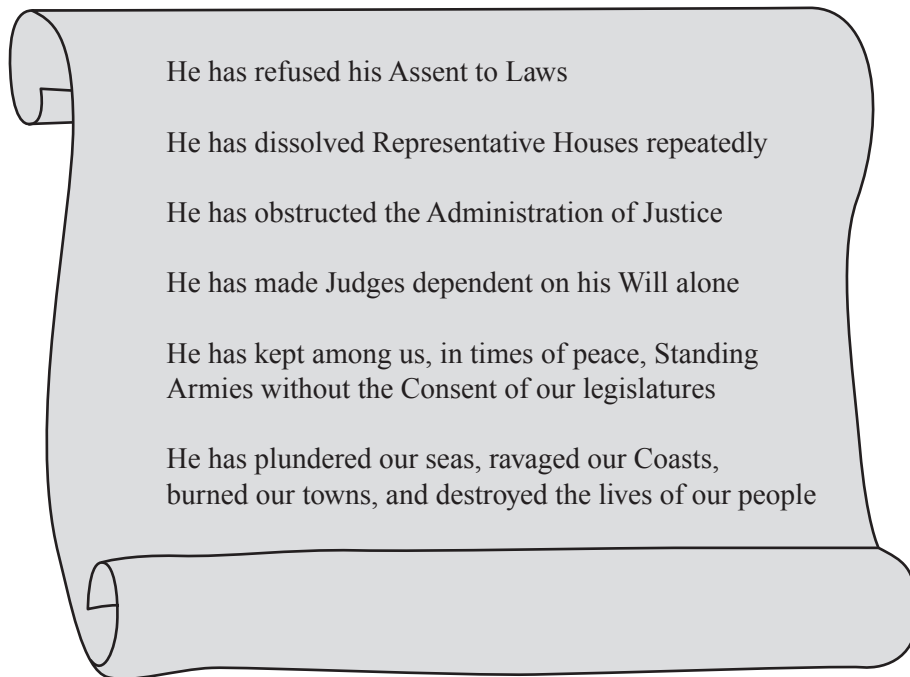 He has refused his Assent to Laws
He has dissolved Representative Houses repeatedly
He has obstructed the Administration of Justice
He has made Judges dependent on his Will alone
He has kept among us, in times of peace, Standing
Armies without the Consent of our legislatures
He has plundered our seas, ravaged our Coasts,
burned our towns, and destroyed the lives of our people